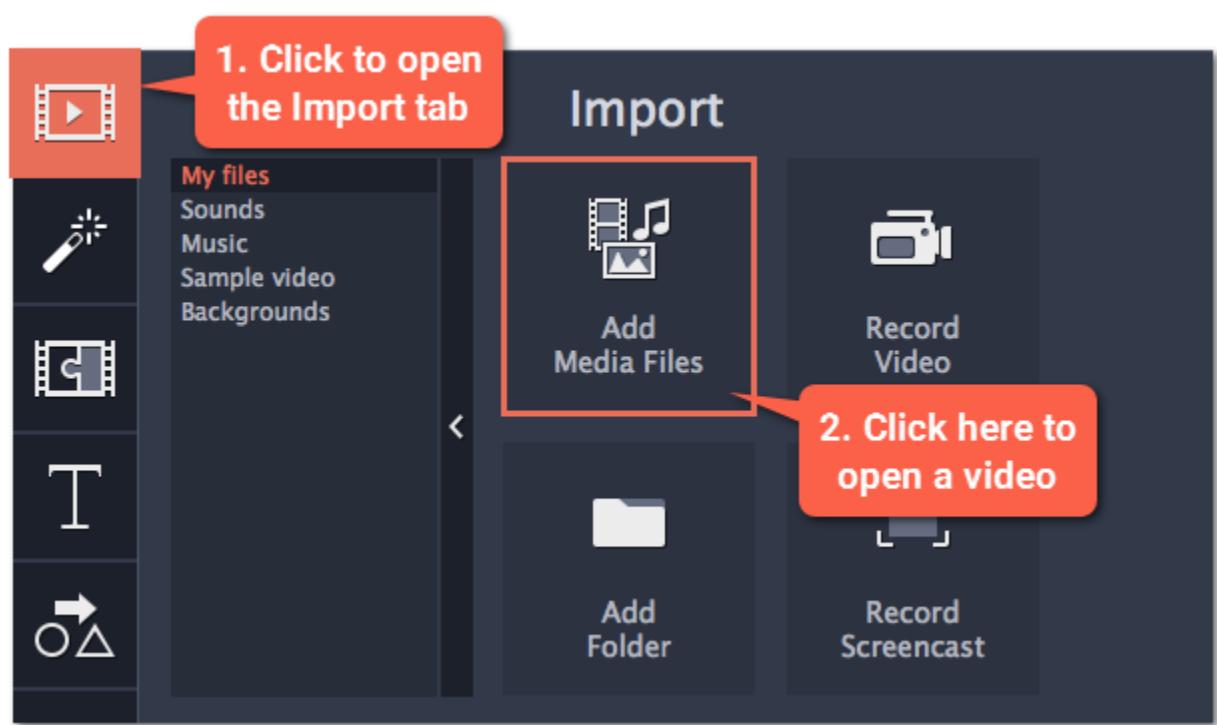 1. Click to open
the Import tab
Import
My files
Sounds
Music
Sample video
Backgrounds
Add
Media Files
Record
Video
2. Click here to
open a video
Add
Folder
Record
Screencast